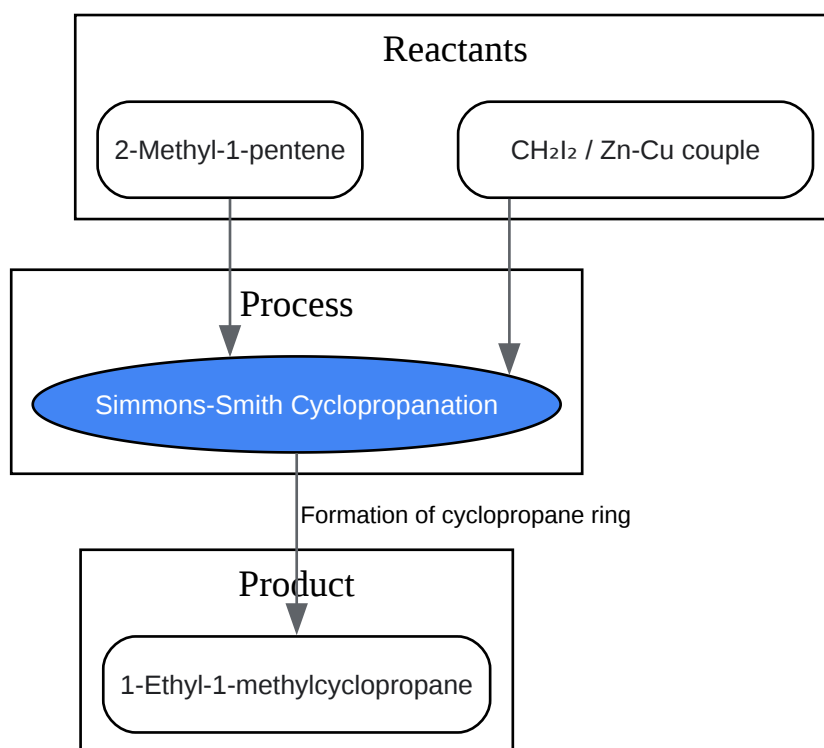 Reactants
2-Methyl-1-pentene
CH₂I₂ / Zn-Cu couple
Process
Simmons-Smith Cyclopropanation
Formation of cyclopropane ring
Product
1-Ethyl-1-methylcyclopropane